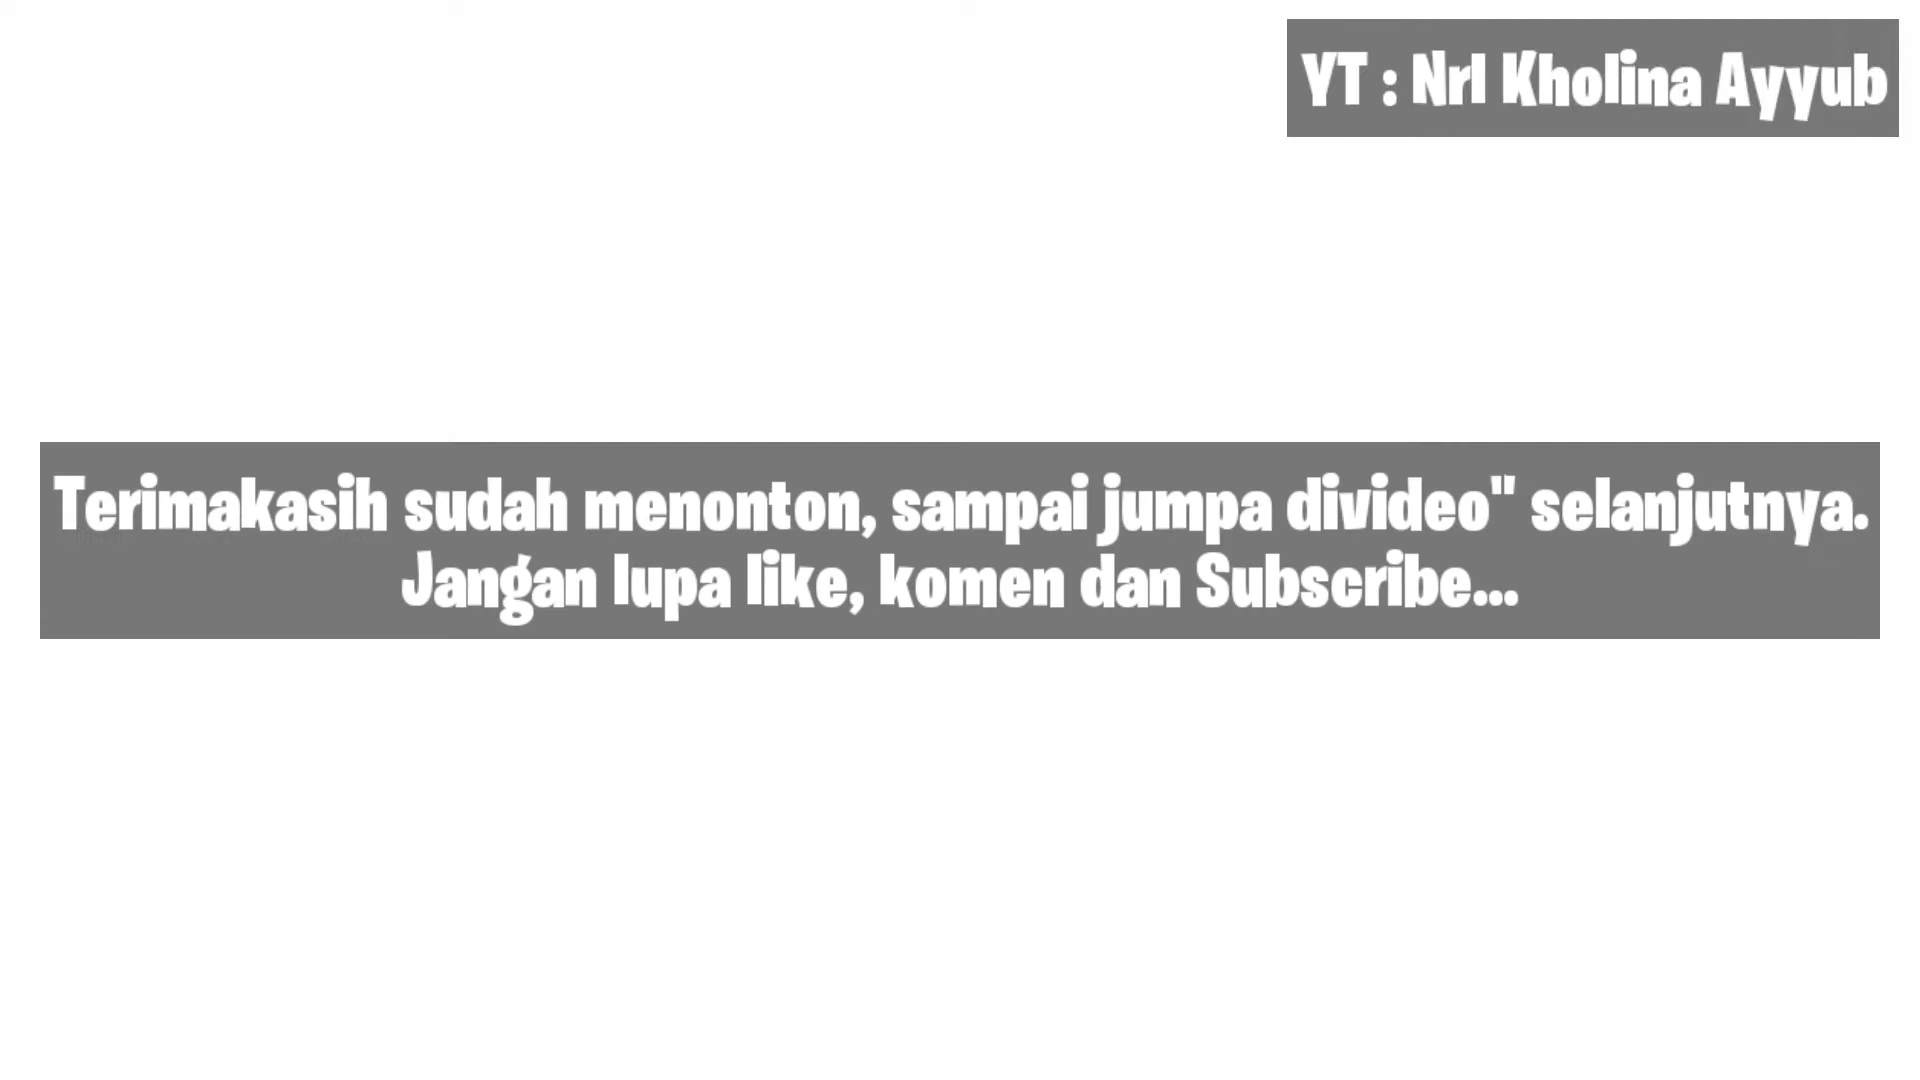 YT : Nrl Kholina Ayyub
Terimakasih sudah menonton, sampai jumpa divideo" selanjutnya.
Jangan lupa like, komen dan Subscribe...